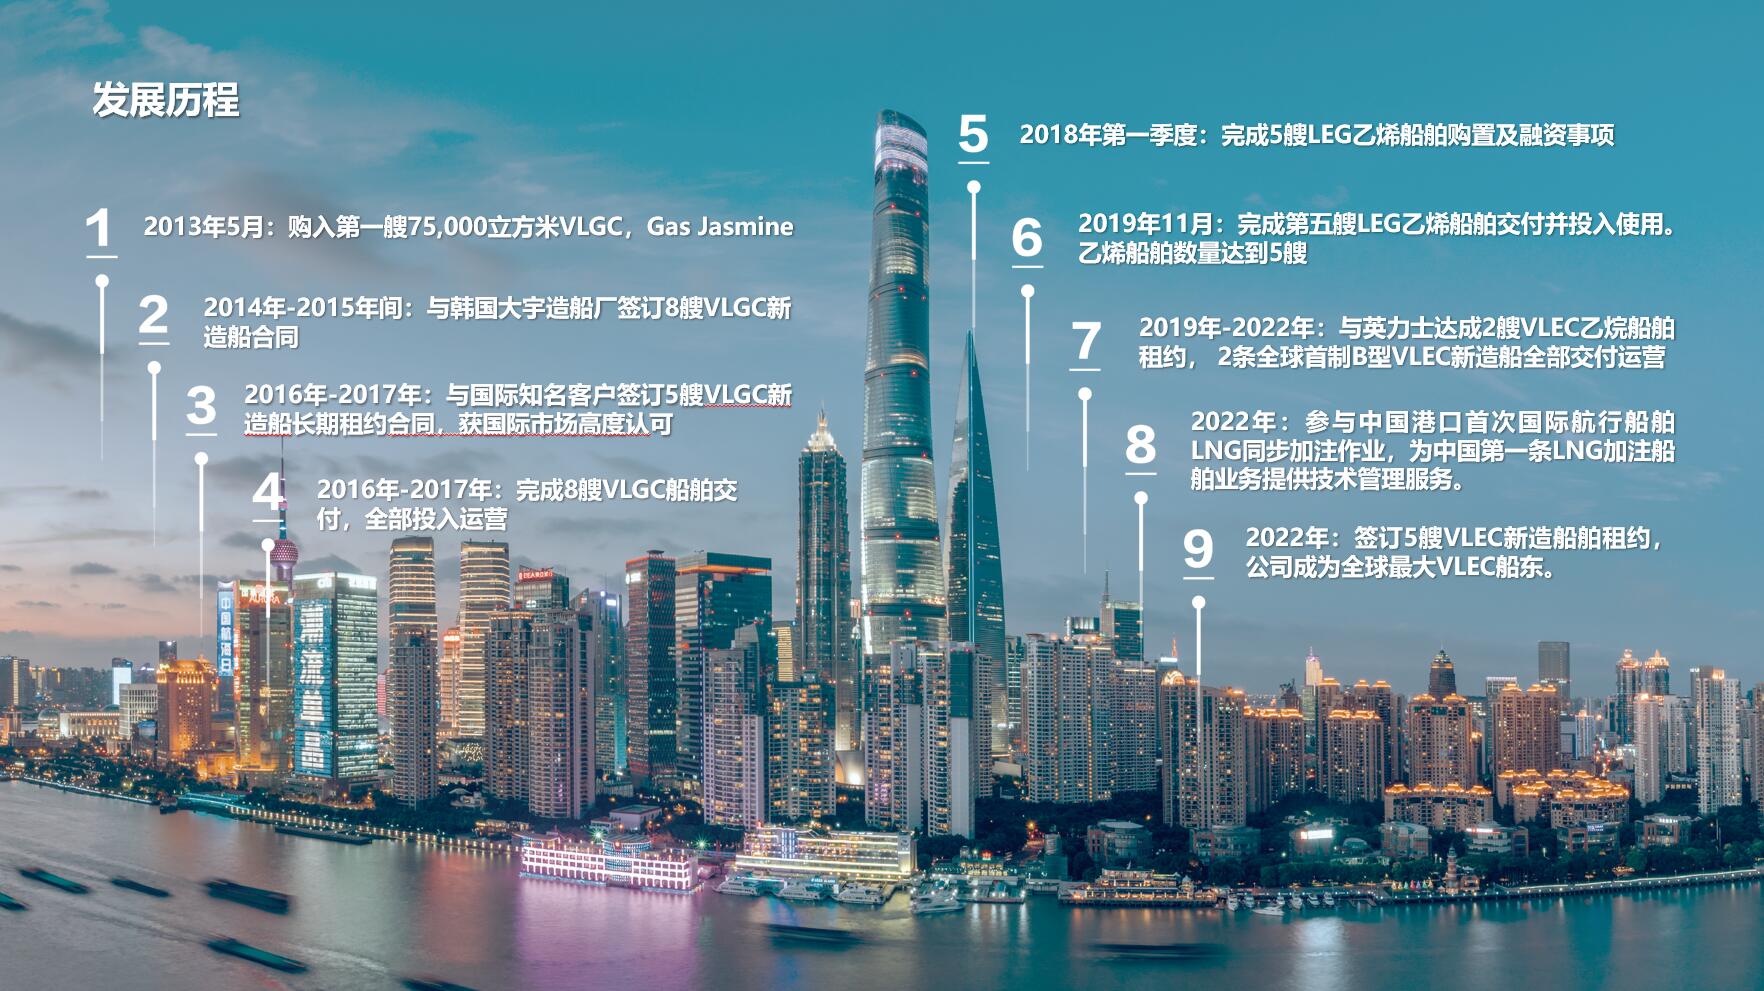 发展历程
1
2013年5月：购入第一艘75,000立方米VLGC，Gas Jasmine
2
2014年-2015年间：与韩国大宇造船厂签订8艘VLGC新
造船合同
3
2016年-2017年：与国际知名客户签订5艘VLGC新
造船长期租约合同，获国际市场高度认可
4
2016年-2017年：完成8艘VLGC船舶交
付，全部投入运营
5
2018年第一季度：完成5艘LEG乙烯船舶购置及融资事项
6
2019年11月：完成第五艘LEG乙烯船舶交付并投入使用。
乙烯船舶数量达到5艘
7
2019年-2022年：与英力士达成2艘VLEC乙烷船舶
租约， 2条全球首制B型VLEC新造船全部交付运营
8
2022年：参与中国港口首次国际航行船舶
LNG同步加注作业，为中国第一条LNG加注船
舶业务提供技术管理服务。
9
2022年：签订5艘VLEC新造船舶租约，
公司成为全球最大VLEC船东。
AURORA